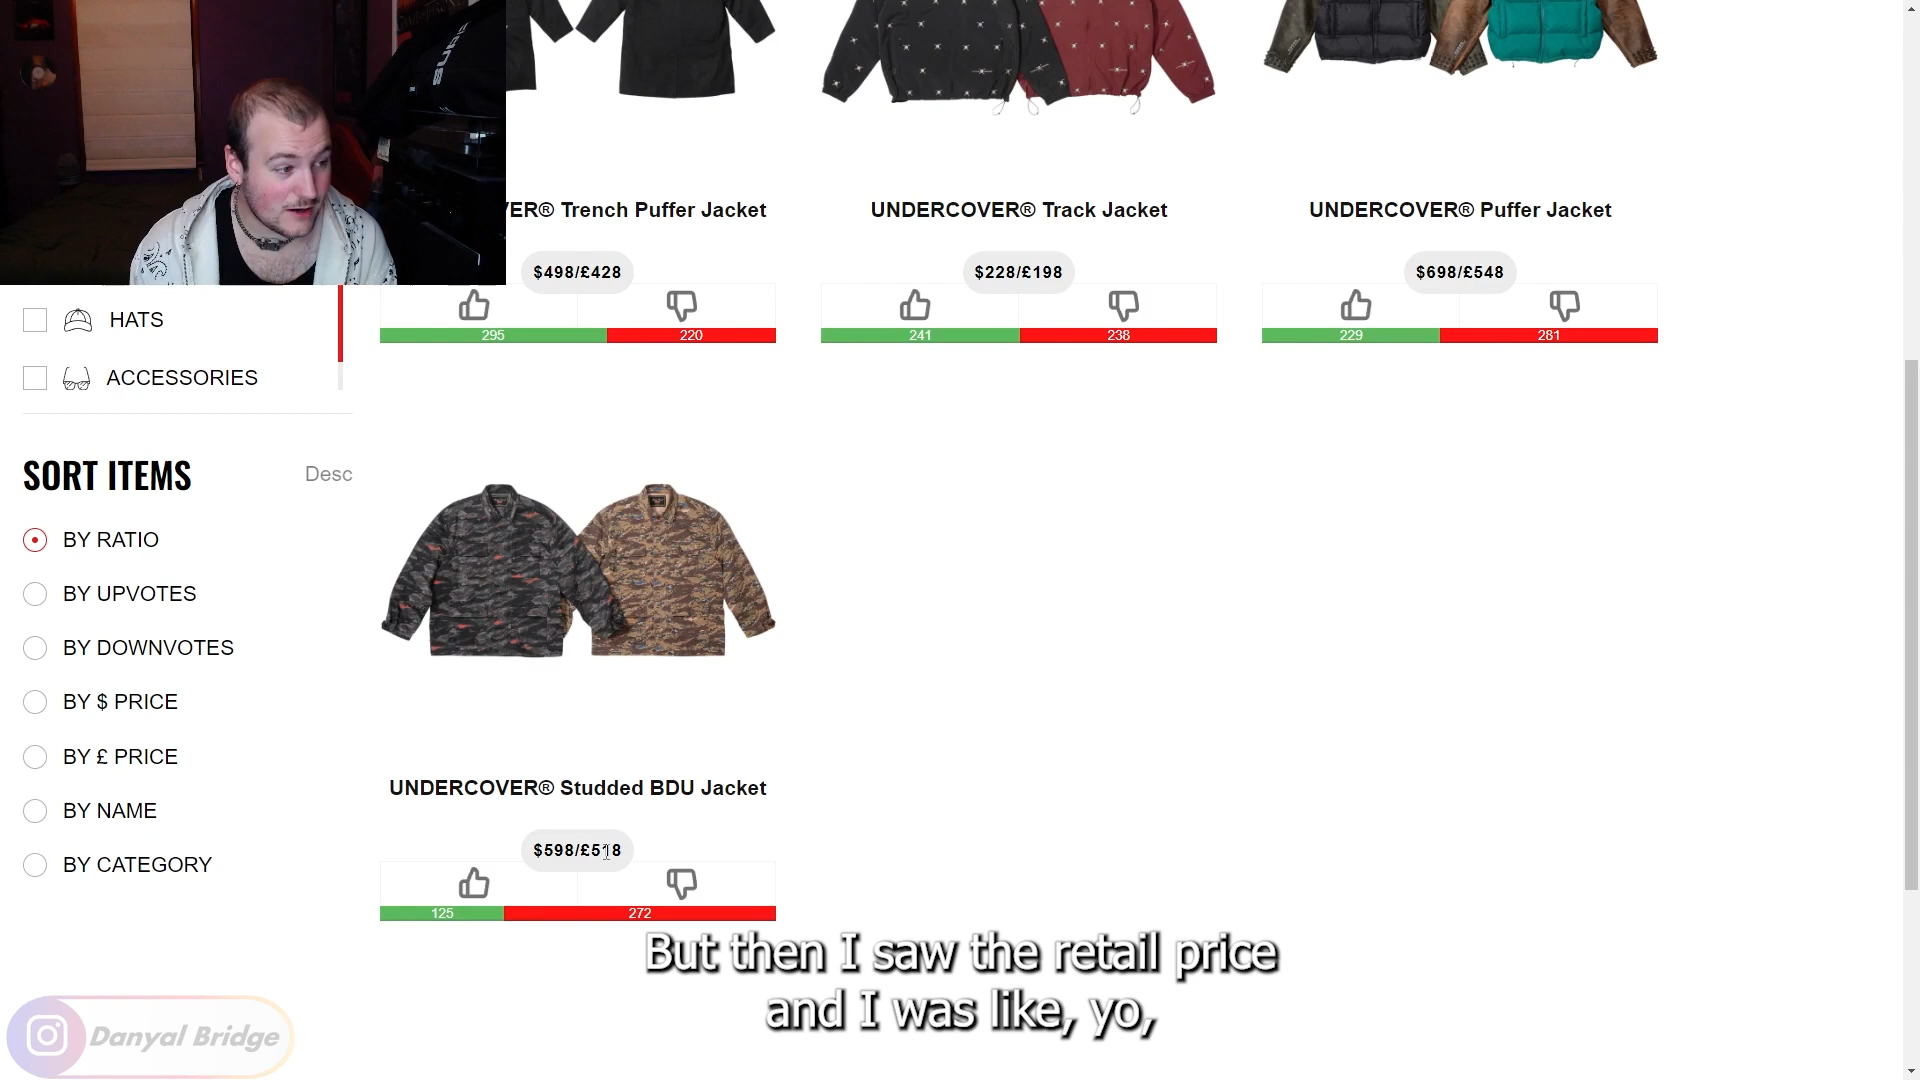 VER® Trench Puffer Jacket
UNDERCOVER® Track Jacket
UNDERCOVER® Puffer Jacket
$498/£428
$228/£198
$698/£548
295
220
241
238
229
281
HATS
ACCESSORIES
SORT ITEMS
Desc
BY RATIO
BY UPVOTES
BY DOWNVOTES
BY $ PRICE
BY £ PRICE
BY NAME
BY CATEGORY
UNDERCOVER® Studded BDU Jacket
$598/£518
125
272
But then I saw the retail price
and I was like, yo,
Danyal Bridge